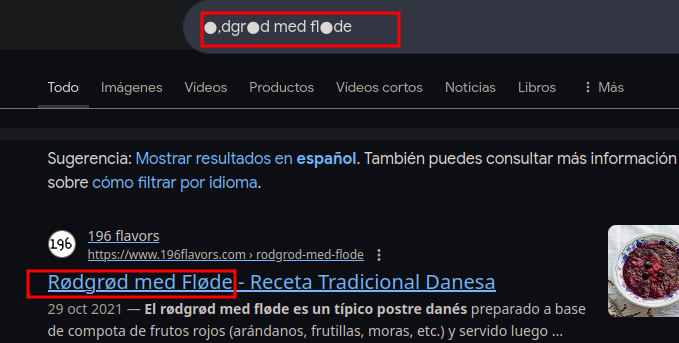 ●,dgr●d med fl●de
Todo Imágenes Vídeos Productos Vídeos cortos Noticias Libros ⋮ Más
Sugerencia: Mostrar resultados en español. También puedes consultar más información
sobre cómo filtrar por idioma.
196 196 flavors
https://www.196flavors.com › rodgrod-med-flode ⋮
Rødgrød med Fløde - Receta Tradicional Danesa
29 oct 2021 — El rødgrød med fløde es un típico postre danés preparado a base
de compota de frutos rojos (arándanos, frutillas, moras, etc.) y servido luego ...